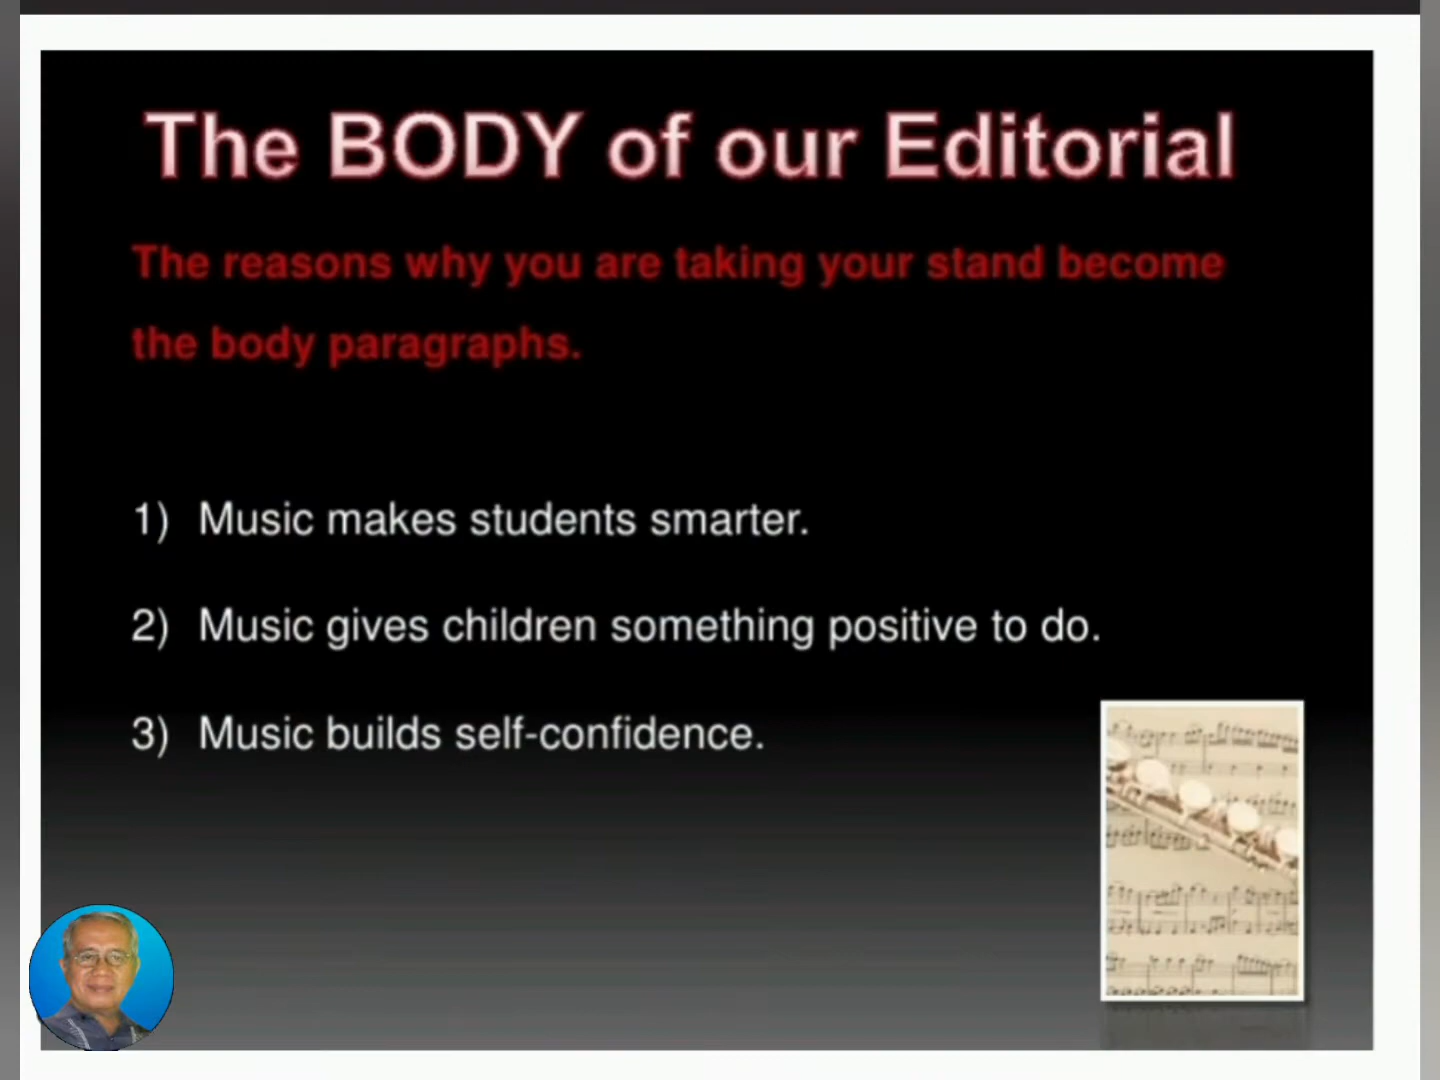 The BODY of our Editorial
The reasons why you are taking your stand become
the body paragraphs.
1) Music makes students smarter.
2) Music gives children something positive to do.
3) Music builds self-confidence.